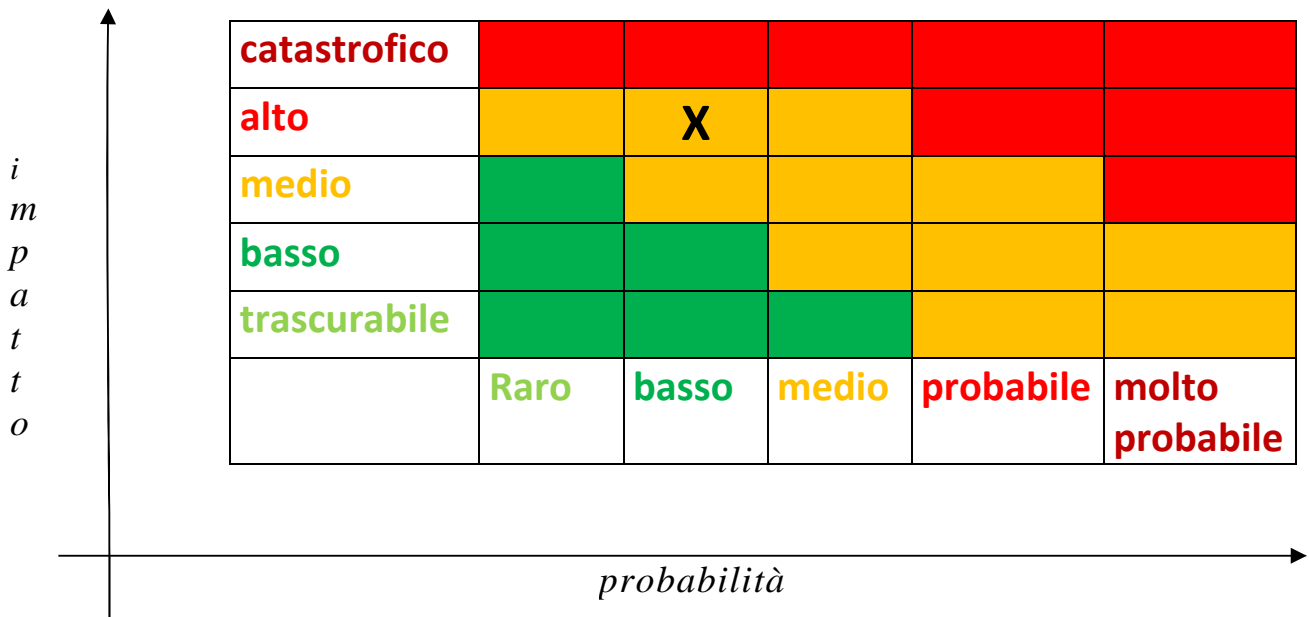 catastrofico
alto X
medio
basso
trascurabile
Raro basso medio probabile molto probabile
i
m
p
a
t
t
o
probabilità